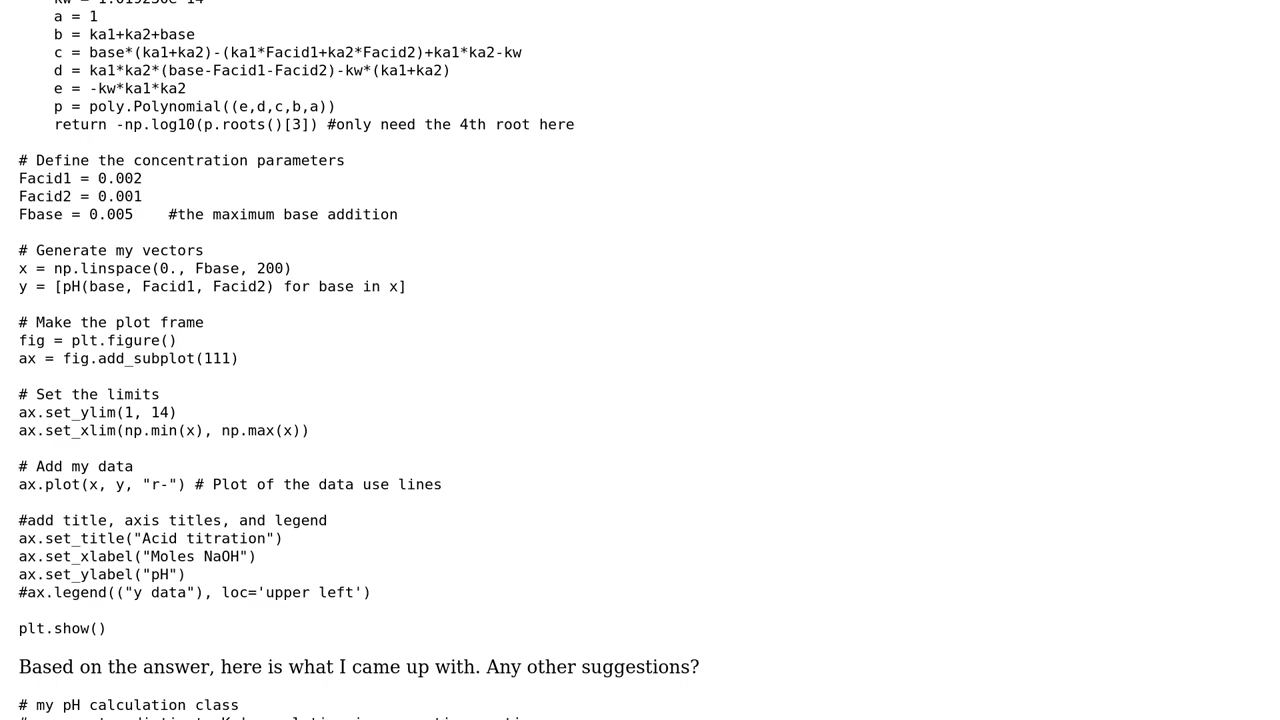 a = 1
b = ka1+ka2+base
c = base*(ka1+ka2)-(ka1*Facid1+ka2*Facid2)+ka1*ka2-kw
d = ka1*ka2*(base-Facid1-Facid2)-kw*(ka1+ka2)
e = -kw*ka1*ka2
p = poly.Polynomial((e,d,c,b,a))
return -np.log10(p.roots()[3]) #only need the 4th root here
# Define the concentration parameters
Facid1 = 0.002
Facid2 = 0.001
Fbase = 0.005    #the maximum base addition
# Generate my vectors
x = np.linspace(0., Fbase, 200)
y = [pH(base, Facid1, Facid2) for base in x]
# Make the plot frame
fig = plt.figure()
ax = fig.add_subplot(111)
# Set the limits
ax.set_ylim(1, 14)
ax.set_xlim(np.min(x), np.max(x))
# Add my data
ax.plot(x, y, "r-") # Plot of the data use lines
#add title, axis titles, and legend
ax.set_title("Acid titration")
ax.set_xlabel("Moles NaOH")
ax.set_ylabel("pH")
#ax.legend(("y data"), loc='upper left')
plt.show()
Based on the answer, here is what I came up with. Any other suggestions?
# my pH calculation class